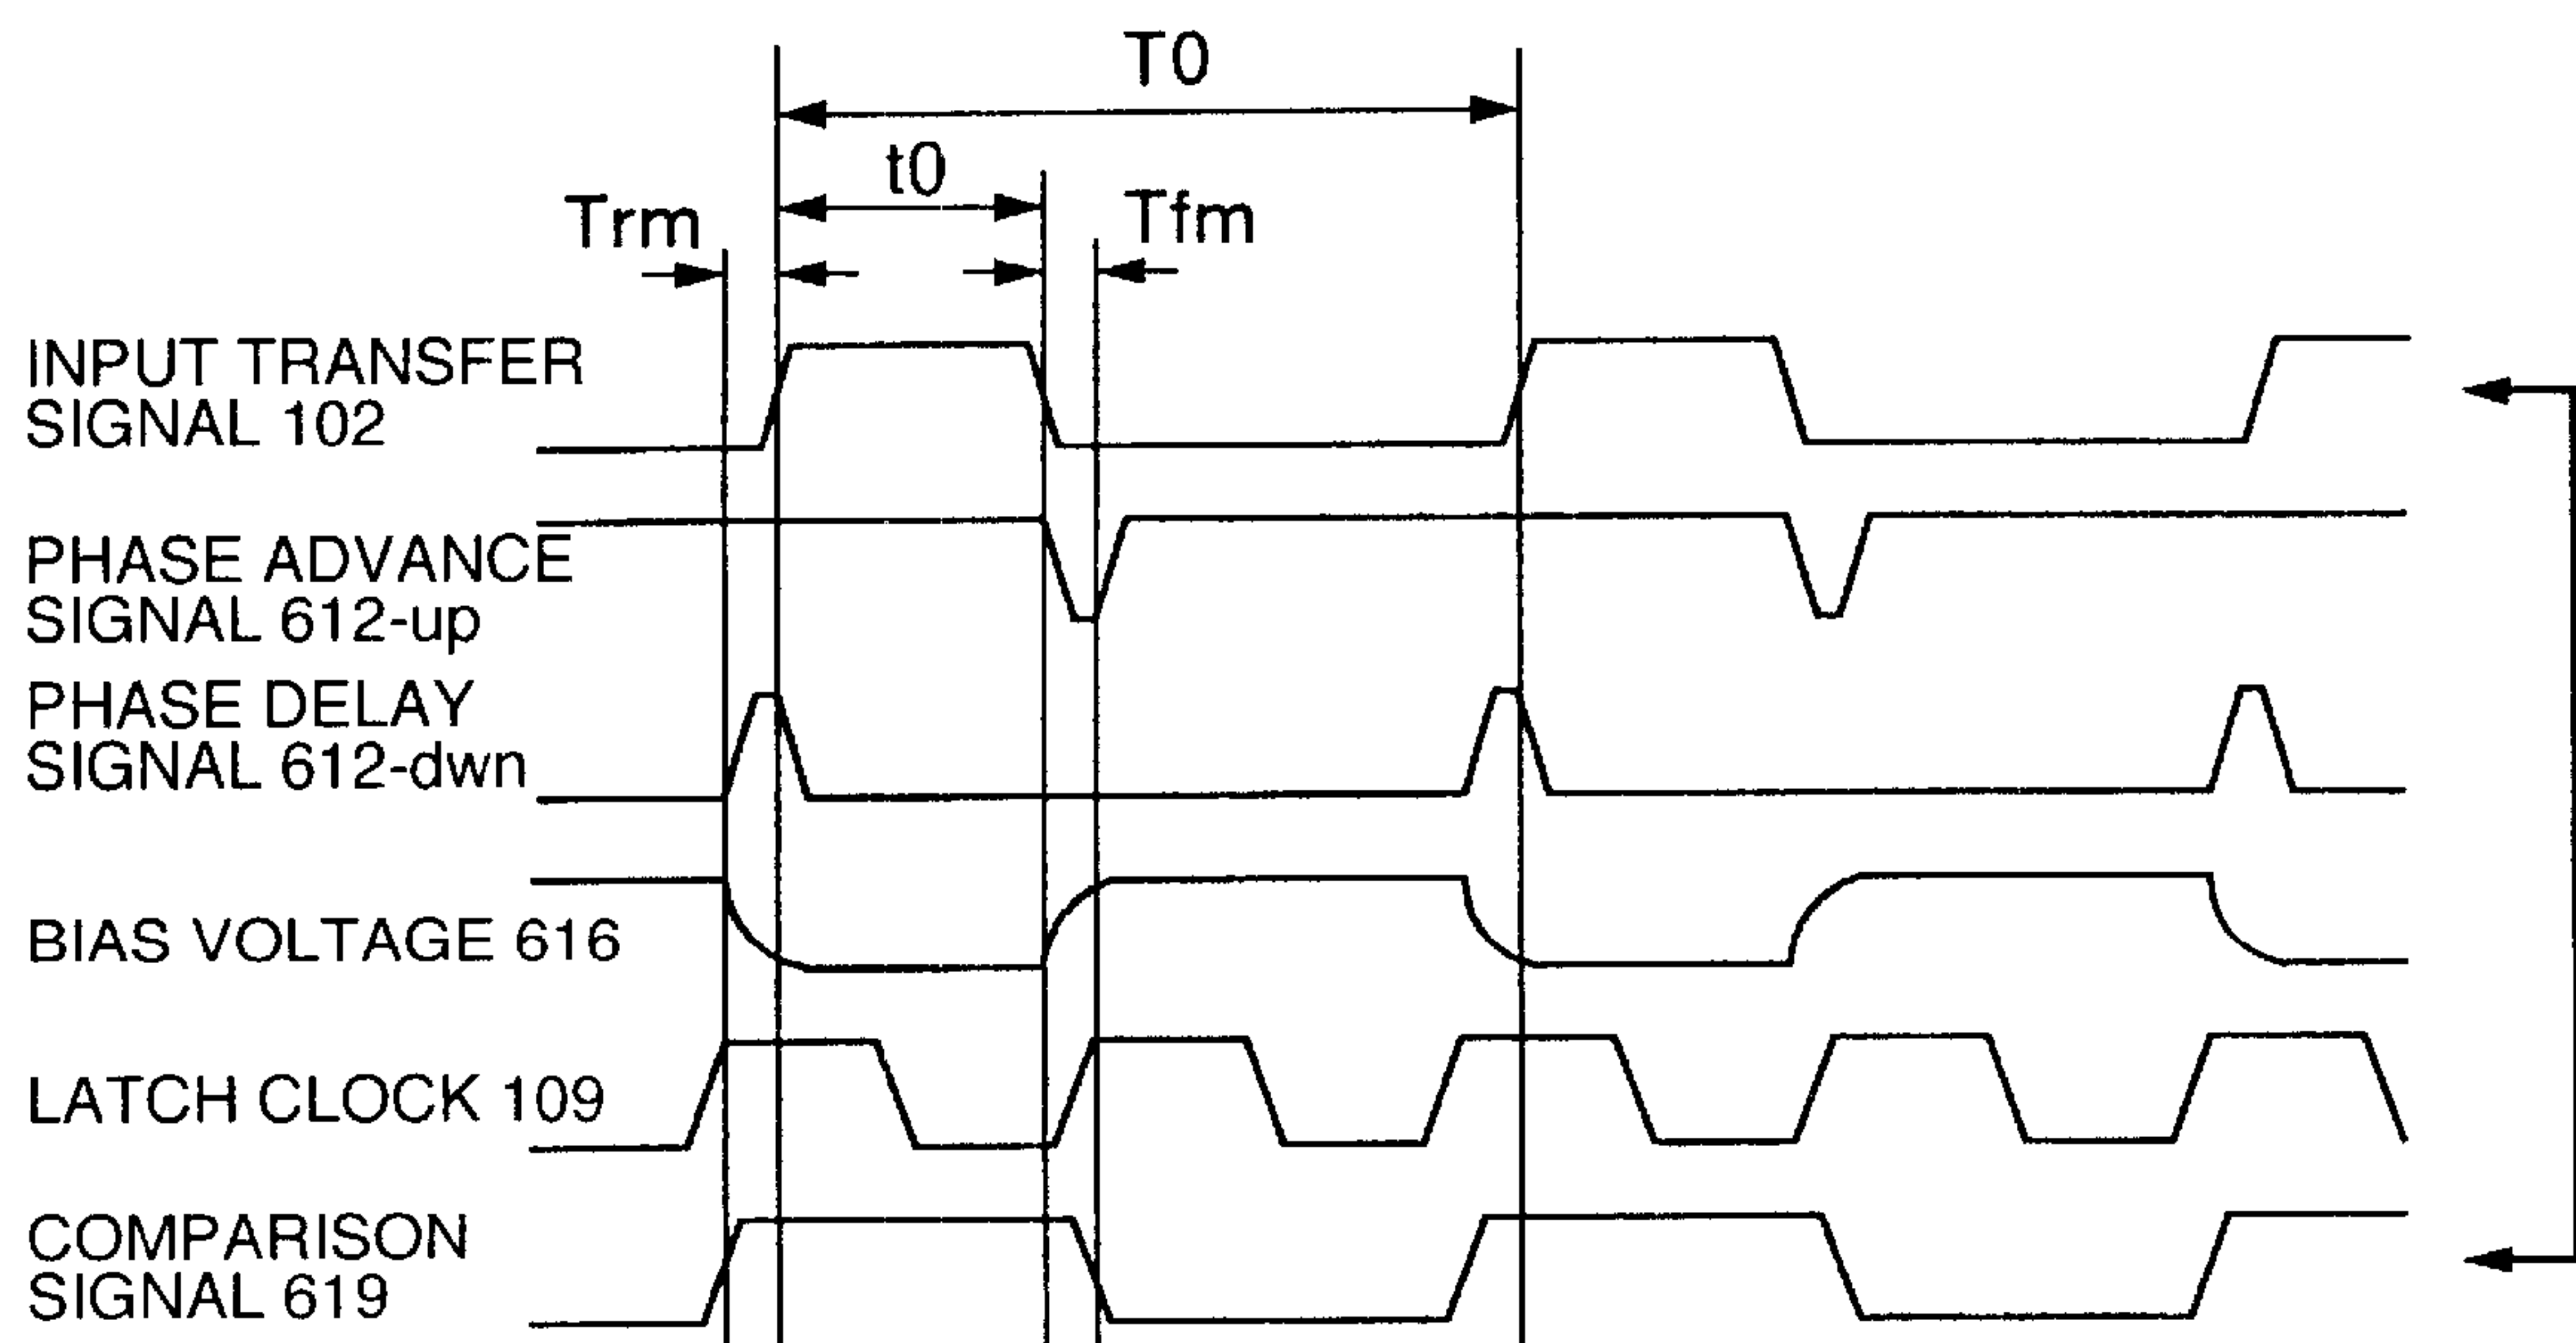 T0
t0
Trm
Tfm
INPUT TRANSFER
SIGNAL 102
PHASE ADVANCE
SIGNAL 612-up
PHASE DELAY
SIGNAL 612-dwn
BIAS VOLTAGE 616
LATCH CLOCK 109
COMPARISON
SIGNAL 619